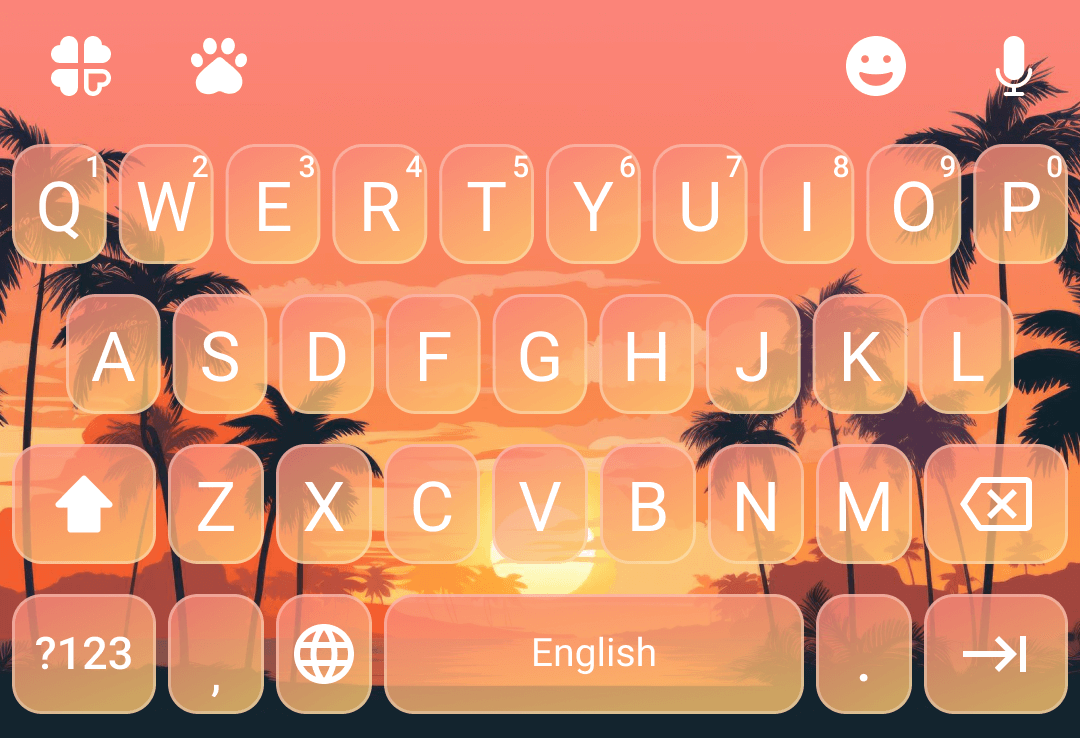 1 2 3 4 5 6 7 8 9 0
Q W E R T Y U I O P
A S D F G H J K L
Z X C V B N M
?123 , English .